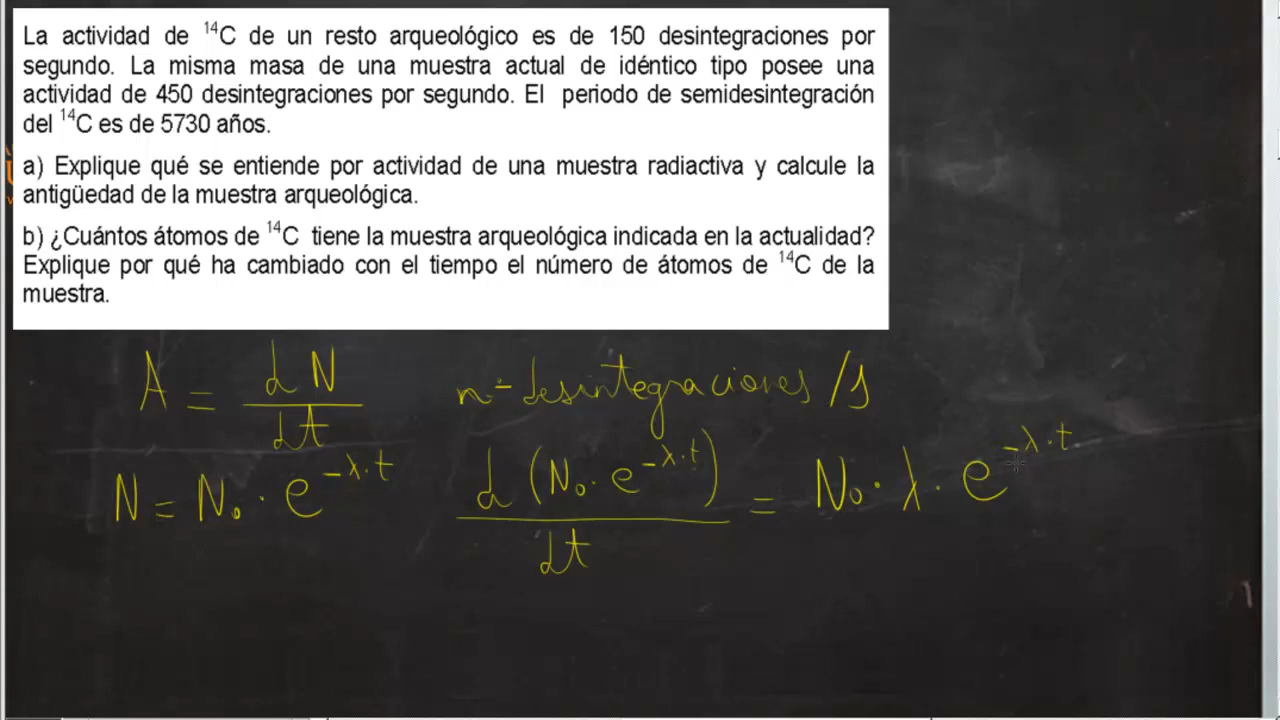 La actividad de ¹⁴C de un resto arqueológico es de 150 desintegraciones por
segundo. La misma masa de una muestra actual de idéntico tipo posee una
actividad de 450 desintegraciones por segundo. El periodo de semidesintegración
del ¹⁴C es de 5730 años.
a) Explique qué se entiende por actividad de una muestra radiactiva y calcule la
antigüedad de la muestra arqueológica.
b) ¿Cuántos átomos de ¹⁴C tiene la muestra arqueológica indicada en la actualidad?
Explique por qué ha cambiado con el tiempo el número de átomos de ¹⁴C de la
muestra.
A = dN/dt nº desintegraciones /s
N = N₀ · e^(-λ·t) d (N₀ · e^(-λ·t))/dt = N₀ · λ · e^(-λ·t)